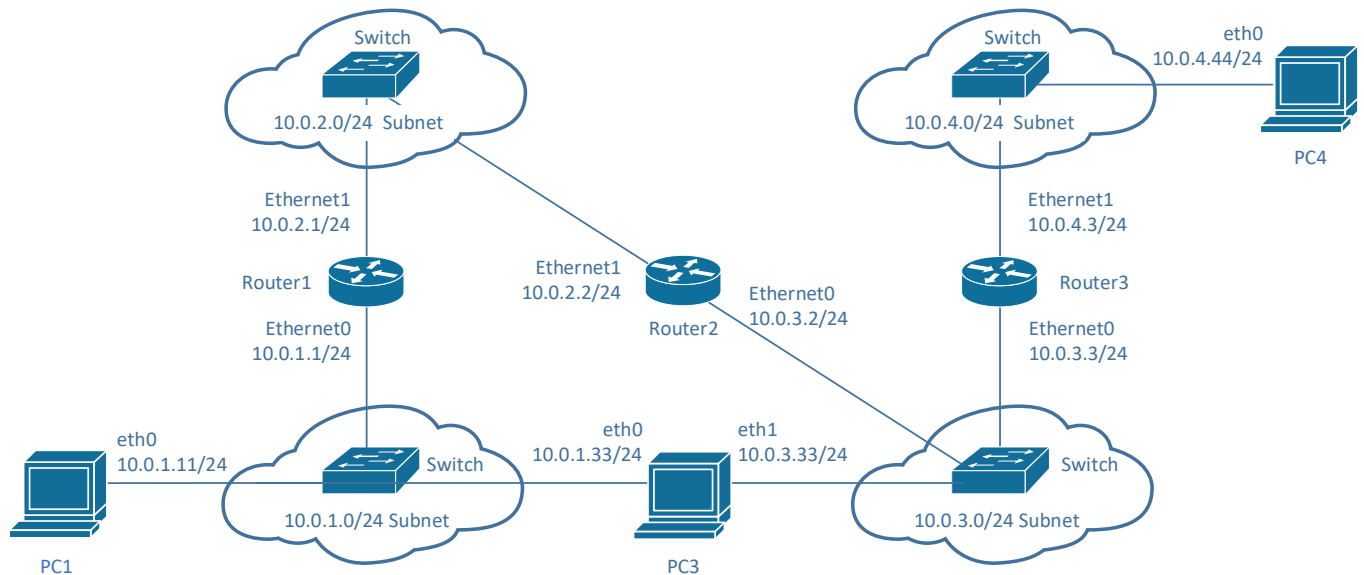 Switch
10.0.2.0/24 Subnet
Switch
10.0.4.0/24 Subnet
eth0
10.0.4.44/24
PC4
Ethernet1
10.0.2.1/24
Router1
Ethernet0
10.0.1.1/24
Ethernet1
10.0.2.2/24
Router2
Ethernet0
10.0.3.2/24
Ethernet1
10.0.4.3/24
Router3
Ethernet0
10.0.3.3/24
eth0
10.0.1.11/24
PC1
Switch
10.0.1.0/24 Subnet
eth0
10.0.1.33/24
eth1
10.0.3.33/24
PC3
Switch
10.0.3.0/24 Subnet